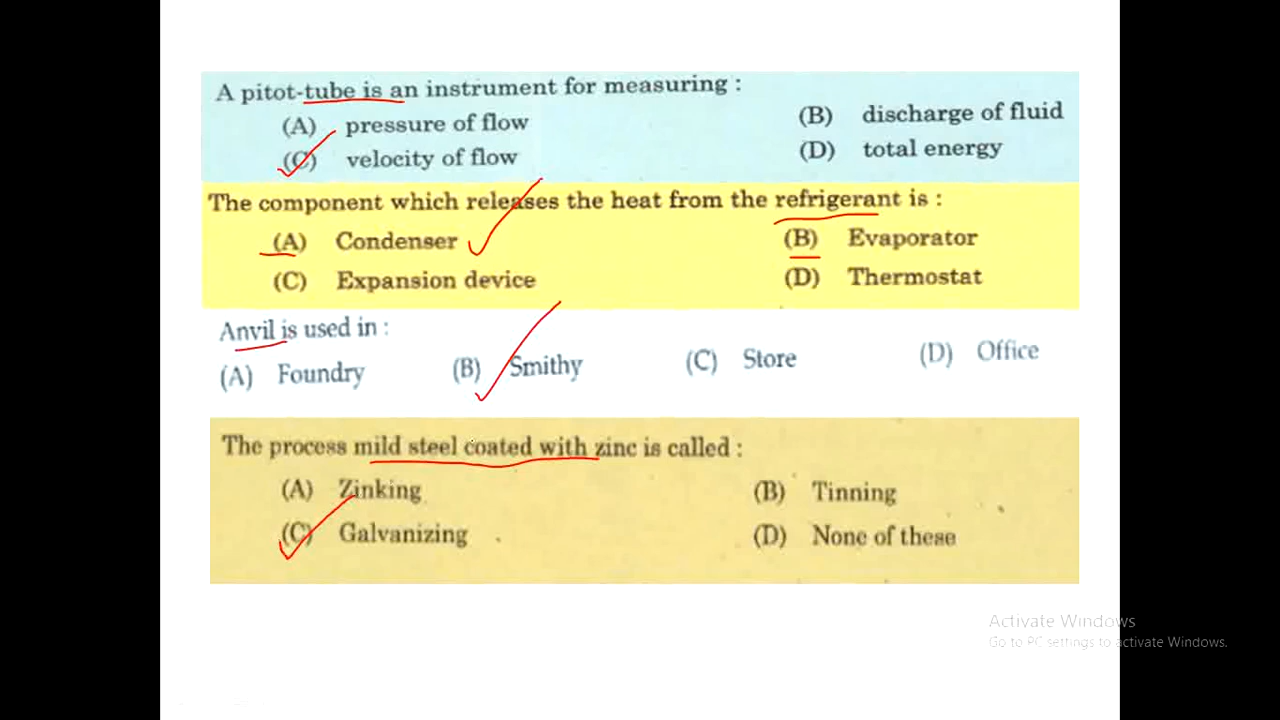 A pitot-tube is an instrument for measuring :
(A) pressure of flow (B) discharge of fluid
(C) velocity of flow (D) total energy
The component which releases the heat from the refrigerant is :
(A) Condenser (B) Evaporator
(C) Expansion device (D) Thermostat
Anvil is used in :
(A) Foundry (B) Smithy (C) Store (D) Office
The process mild steel coated with zinc is called :
(A) Zinking (B) Tinning
(C) Galvanizing (D) None of these
Activate Windows
Go to PC settings to activate Windows.